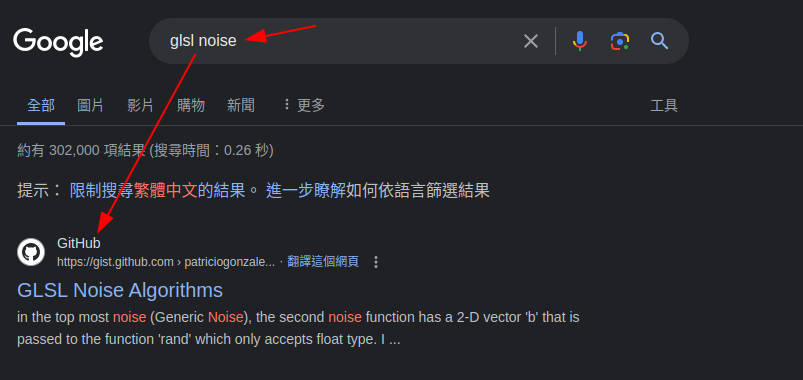 Google
glsl noise
全部 圖片 影片 購物 新聞 更多 工具
約有 302,000 項結果 (搜尋時間：0.26 秒)
提示： 限制搜尋繁體中文的結果。 進一步瞭解如何依語言篩選結果
GitHub
https://gist.github.com › patriciogonzale... · 翻譯這個網頁
GLSL Noise Algorithms
in the top most noise (Generic Noise), the second noise function has a 2-D vector 'b' that is
passed to the function 'rand' which only accepts float type. I ...